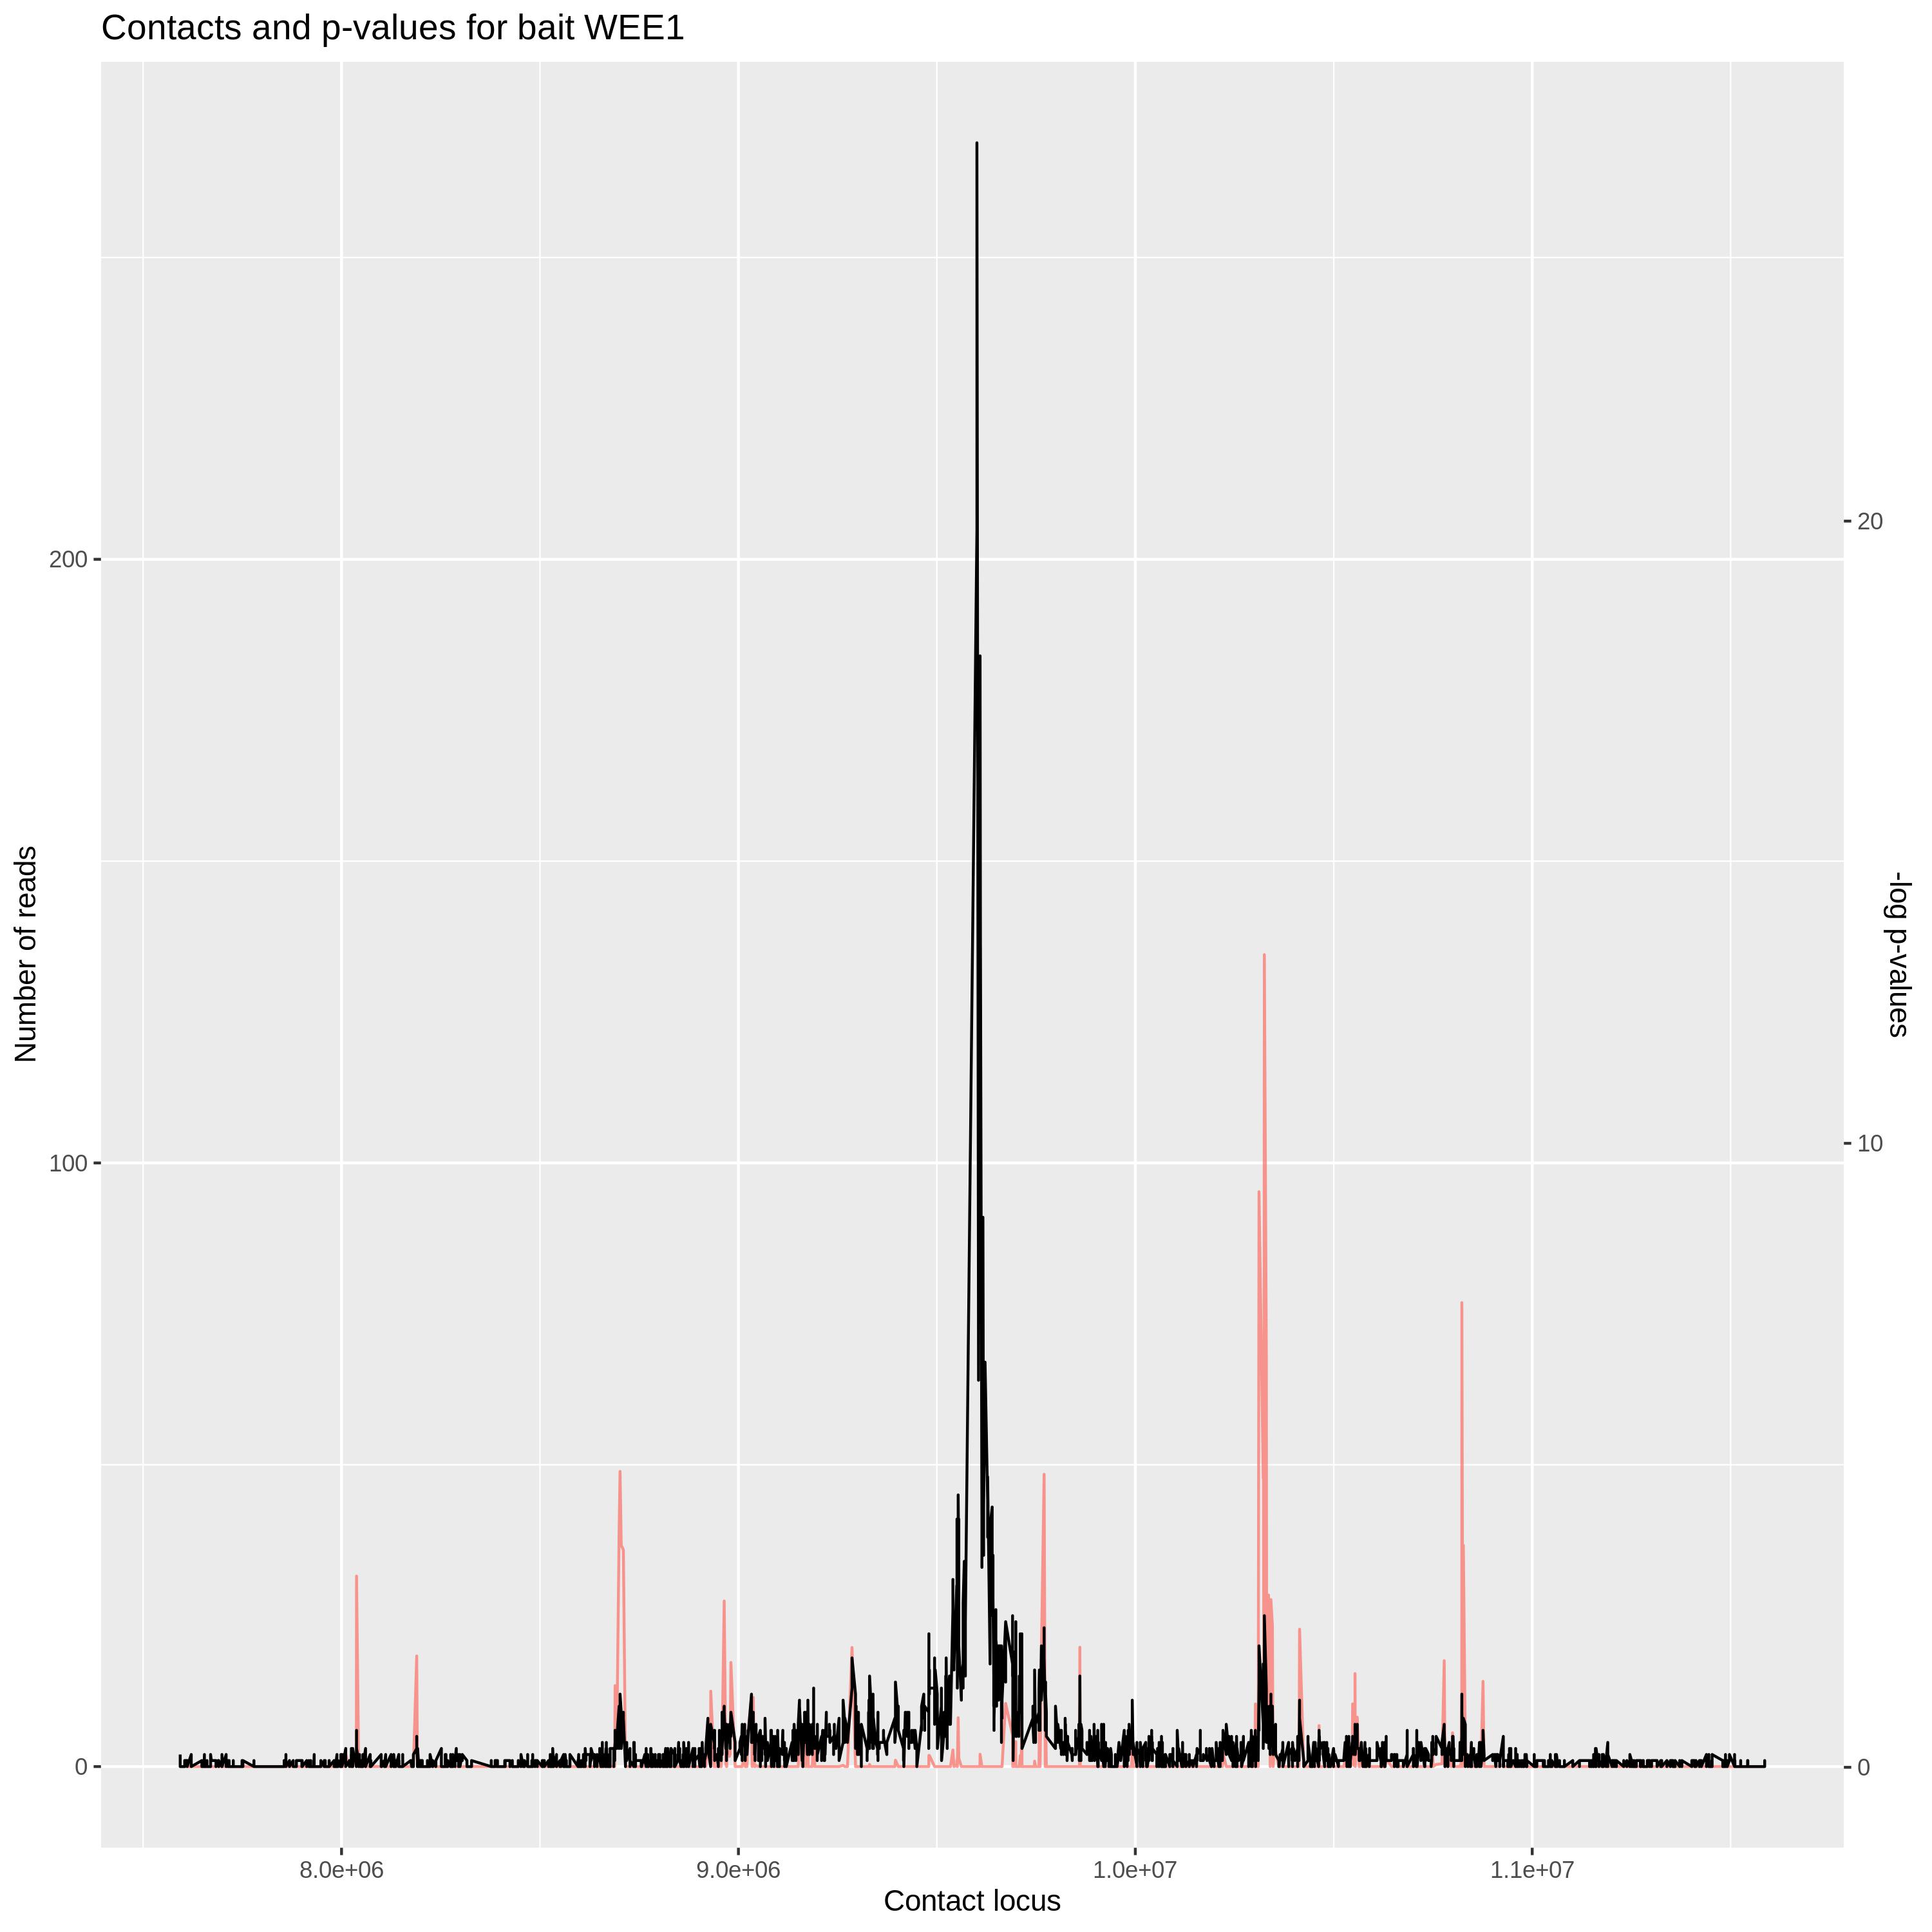 Contacts and p-values for bait WEE1
Number of reads
200
100
0
20
10
0
-log p-values
8.0e+06
9.0e+06
1.0e+07
1.1e+07
Contact locus